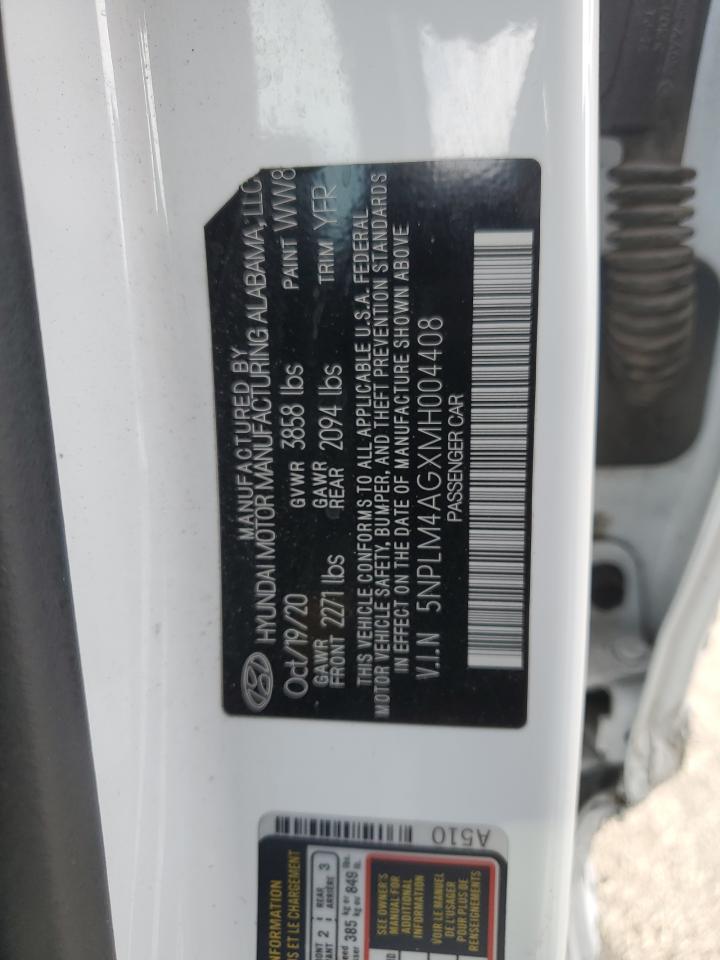 MANUFACTURED BY
HYUNDAI MOTOR MANUFACTURING ALABAMA, LLC
Oct/19/20 GVWR 3858 lbs PAINT WW8
GAWR FRONT 2271 lbs GAWR REAR 2094 lbs TRIM YFR
THIS VEHICLE CONFORMS TO ALL APPLICABLE U.S.A. FEDERAL
MOTOR VEHICLE SAFETY, BUMPER, AND THEFT PREVENTION STANDARDS
IN EFFECT ON THE DATE OF MANUFACTURE SHOWN ABOVE
V.I.N 5NPLM4AGXMH004408
PASSENGER CAR
INFORMATION
S ET LE CHARGEMENT
2 REAR ARRIÈRE 3
385 kg or 849 lbs.
SEE OWNER'S
MANUAL FOR
ADDITIONAL
INFORMATION
VOIR LE MANUEL
DE L'USAGER
POUR PLUS DE
RENSEIGNEMENTS
A510